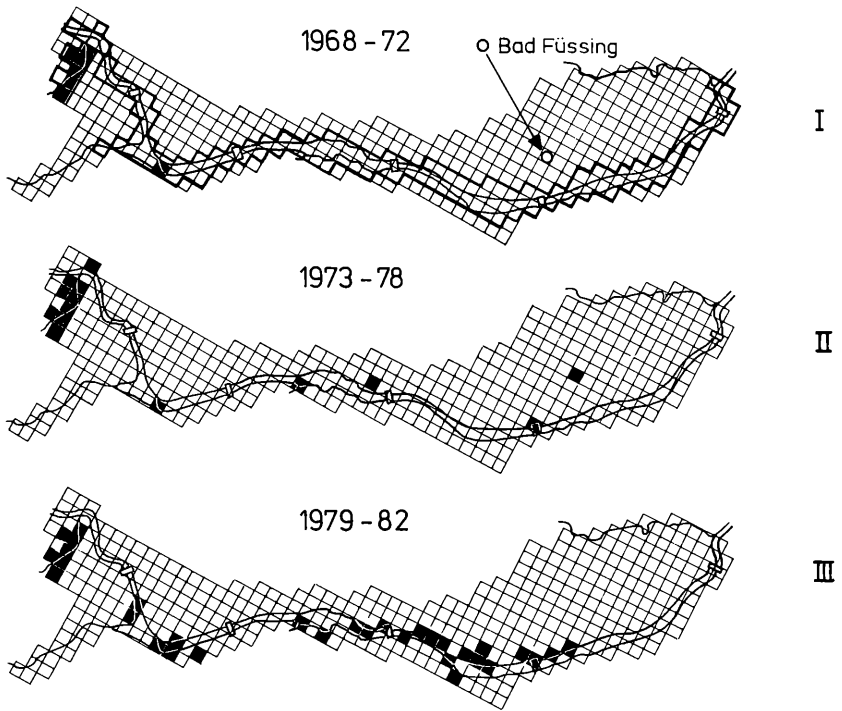 1968 - 72
Bad Füssing
I
1973 - 78
II
1979 - 82
III